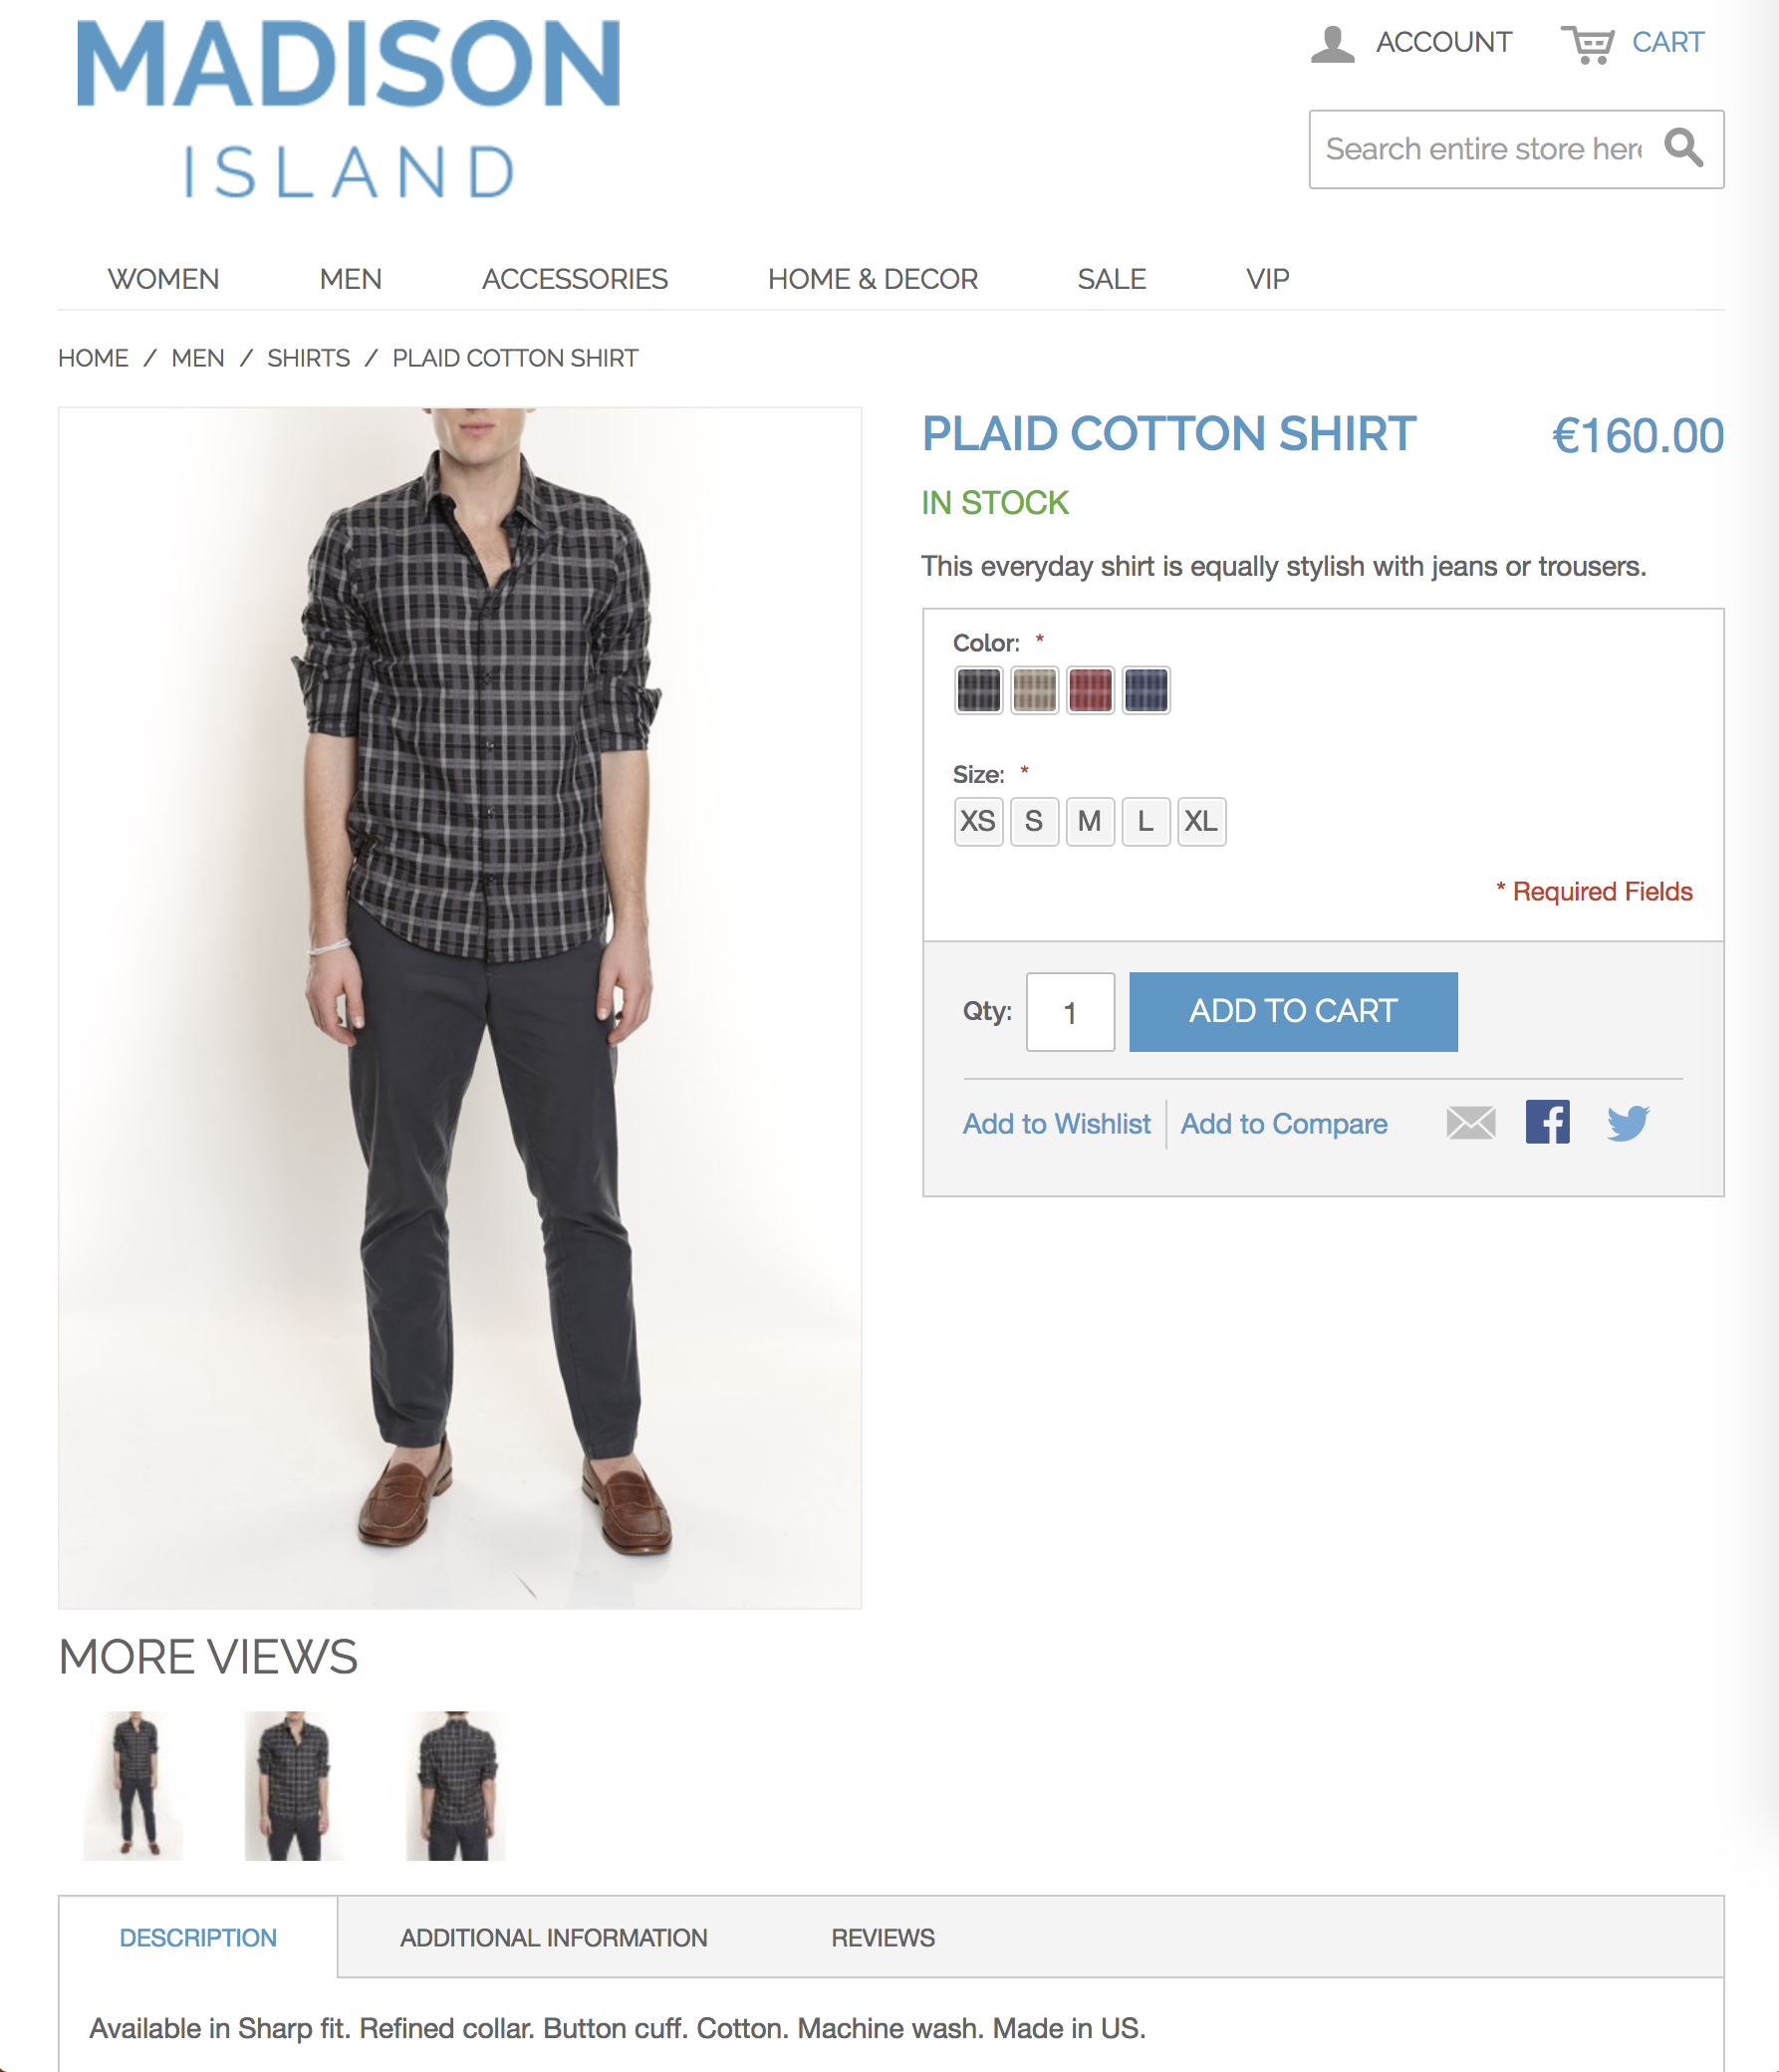 MADISON
ISLAND
ACCOUNT
CART
Search entire store her
WOMEN MEN ACCESSORIES HOME & DECOR SALE VIP
HOME / MEN / SHIRTS / PLAID COTTON SHIRT
PLAID COTTON SHIRT €160.00
IN STOCK
This everyday shirt is equally stylish with jeans or trousers.
Color: *
Size: *
XS S M L XL
* Required Fields
Qty: 1 ADD TO CART
Add to Wishlist Add to Compare
MORE VIEWS
DESCRIPTION ADDITIONAL INFORMATION REVIEWS
Available in Sharp fit. Refined collar. Button cuff. Cotton. Machine wash. Made in US.